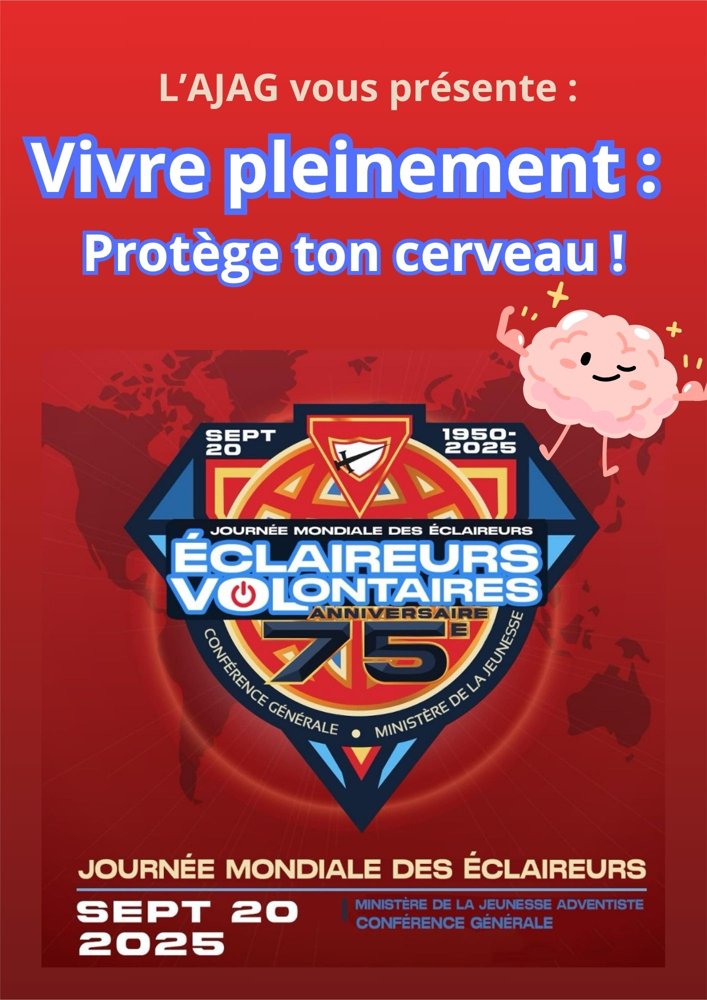 L’AJAG vous présente :
Vivre pleinement :
Protège ton cerveau !
SEPT
20
1950-
2025
JOURNÉE MONDIALE DES ÉCLAIREURS
ÉCLAIREURS
VOLONTAIRES
ANNIVERSAIRE
75E
CONFÉRENCE GÉNÉRALE • MINISTÈRE DE LA JEUNESSE
JOURNÉE MONDIALE DES ÉCLAIREURS
SEPT 20
2025
MINISTÈRE DE LA JEUNESSE ADVENTISTE
CONFÉRENCE GÉNÉRALE